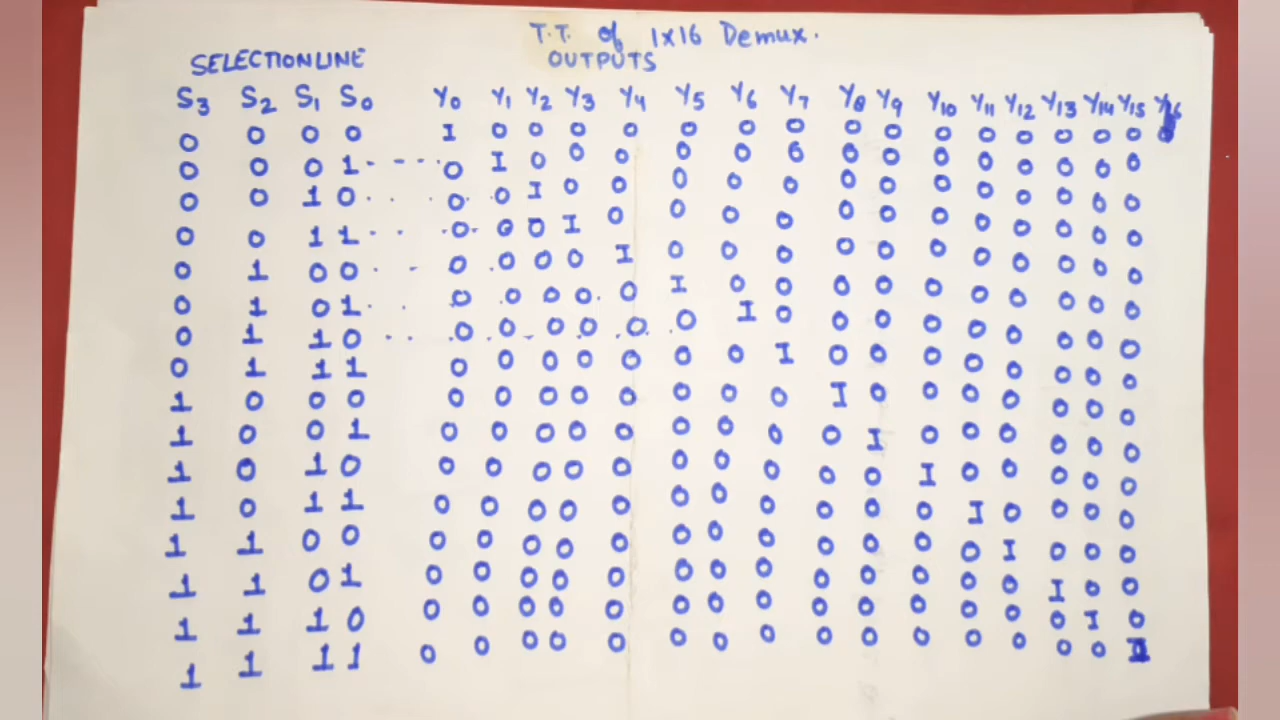 T.T. of 1x16 Demux.
SELECTION LINE OUTPUTS
S3 S2 S1 S0 Y0 Y1 Y2 Y3 Y4 Y5 Y6 Y7 Y8 Y9 Y10 Y11 Y12 Y13 Y14 Y15
0 0 0 0 I 0 0 0 0 0 0 0 0 0 0 0 0 0 0 0
0 0 0 1 0 I 0 0 0 0 0 0 0 0 0 0 0 0 0 0
0 0 1 0 0 0 I 0 0 0 0 0 0 0 0 0 0 0 0 0
0 0 1 1 0 0 0 I 0 0 0 0 0 0 0 0 0 0 0 0
0 1 0 0 0 0 0 0 I 0 0 0 0 0 0 0 0 0 0 0
0 1 0 1 0 0 0 0 0 I 0 0 0 0 0 0 0 0 0 0
0 1 1 0 0 0 0 0 0 0 I 0 0 0 0 0 0 0 0 0
0 1 1 1 0 0 0 0 0 0 0 I 0 0 0 0 0 0 0 0
1 0 0 0 0 0 0 0 0 0 0 0 I 0 0 0 0 0 0 0
1 0 0 1 0 0 0 0 0 0 0 0 0 I 0 0 0 0 0 0
1 0 1 0 0 0 0 0 0 0 0 0 0 0 I 0 0 0 0 0
1 0 1 1 0 0 0 0 0 0 0 0 0 0 0 I 0 0 0 0
1 1 0 0 0 0 0 0 0 0 0 0 0 0 0 0 I 0 0 0
1 1 0 1 0 0 0 0 0 0 0 0 0 0 0 0 0 I 0 0
1 1 1 0 0 0 0 0 0 0 0 0 0 0 0 0 0 0 I 0
1 1 1 1 0 0 0 0 0 0 0 0 0 0 0 0 0 0 0 I